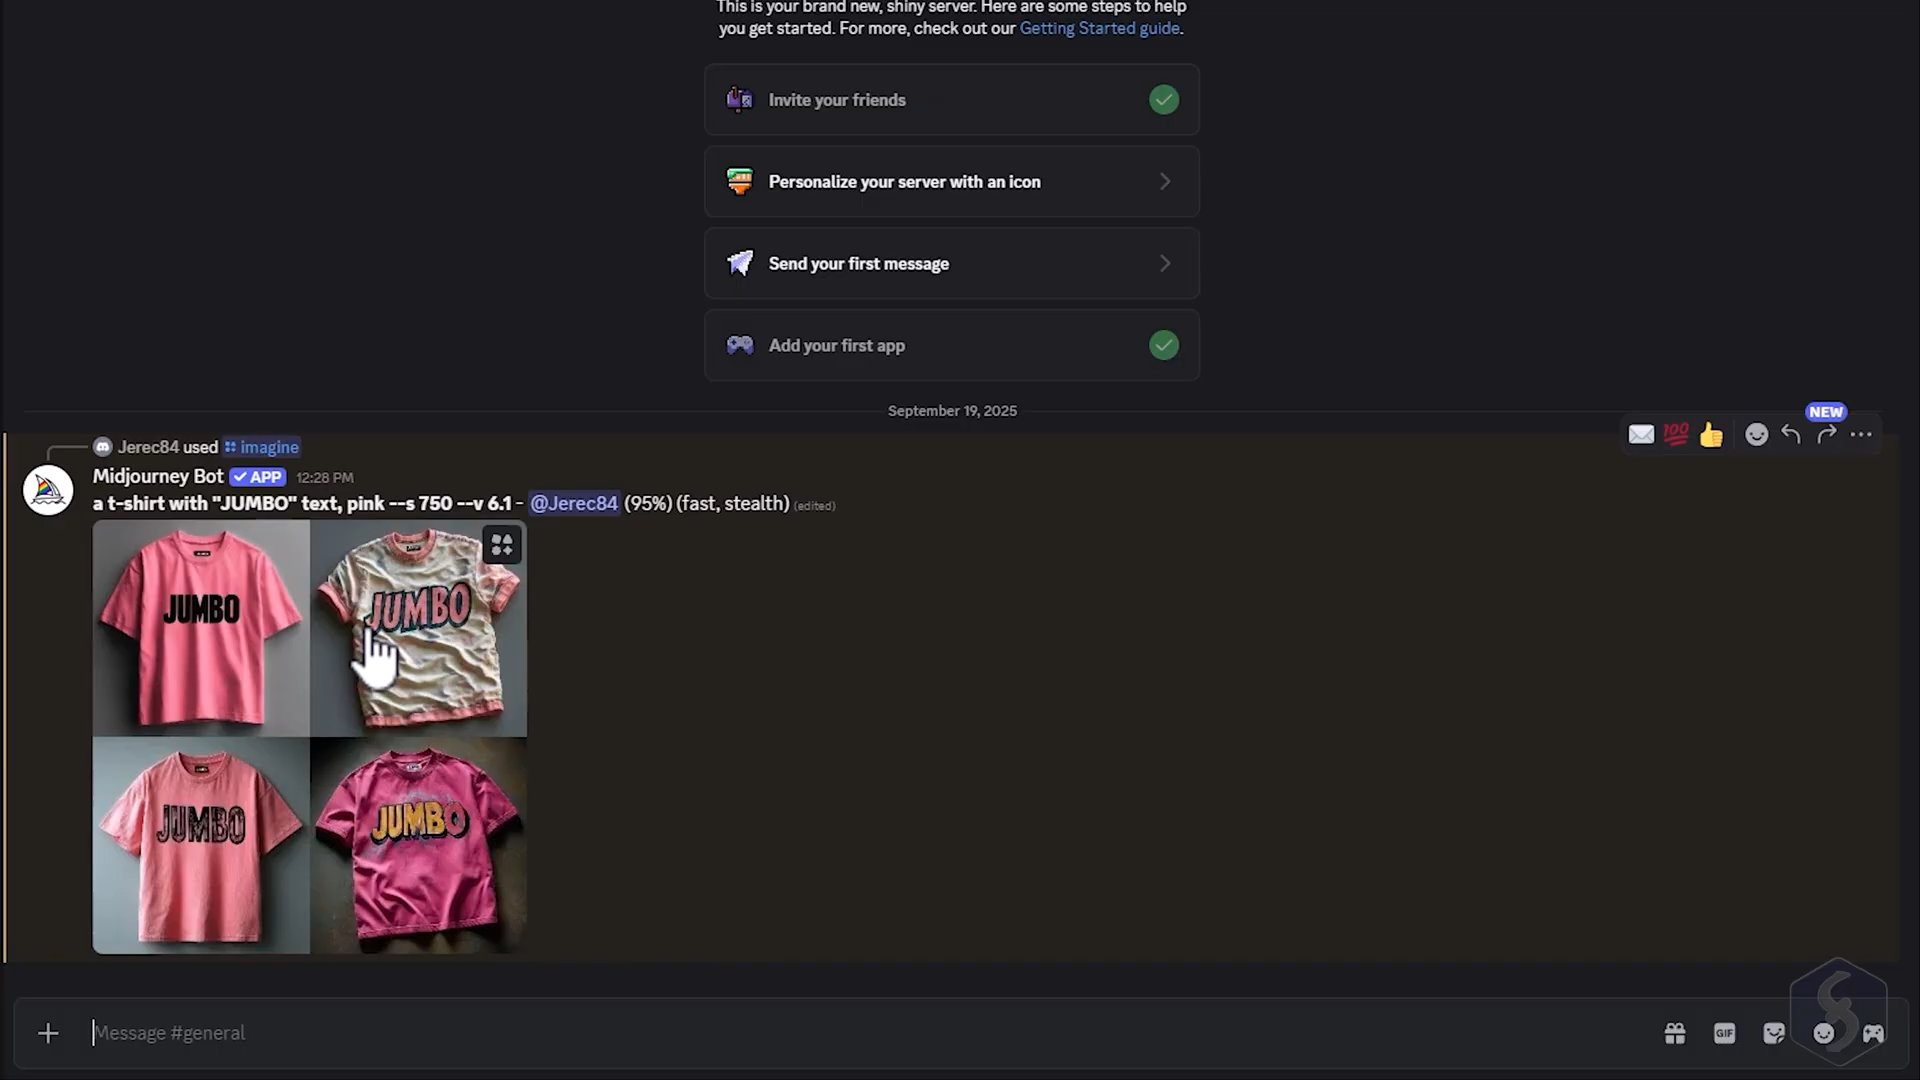 This is your brand new, shiny server. Here are some steps to help
you get started. For more, check out our Getting Started guide.
Invite your friends
Personalize your server with an icon
Send your first message
Add your first app
September 19, 2025
NEW
Jerec84 used imagine
100
Midjourney Bot APP 12:28 PM
a t-shirt with "JUMBO" text, pink --s 750 --v 6.1 - @Jerec84 (95%) (fast, stealth) (edited)
JUMBO
JUMBO
JUMBO
JUMBO
Message #general
GIF